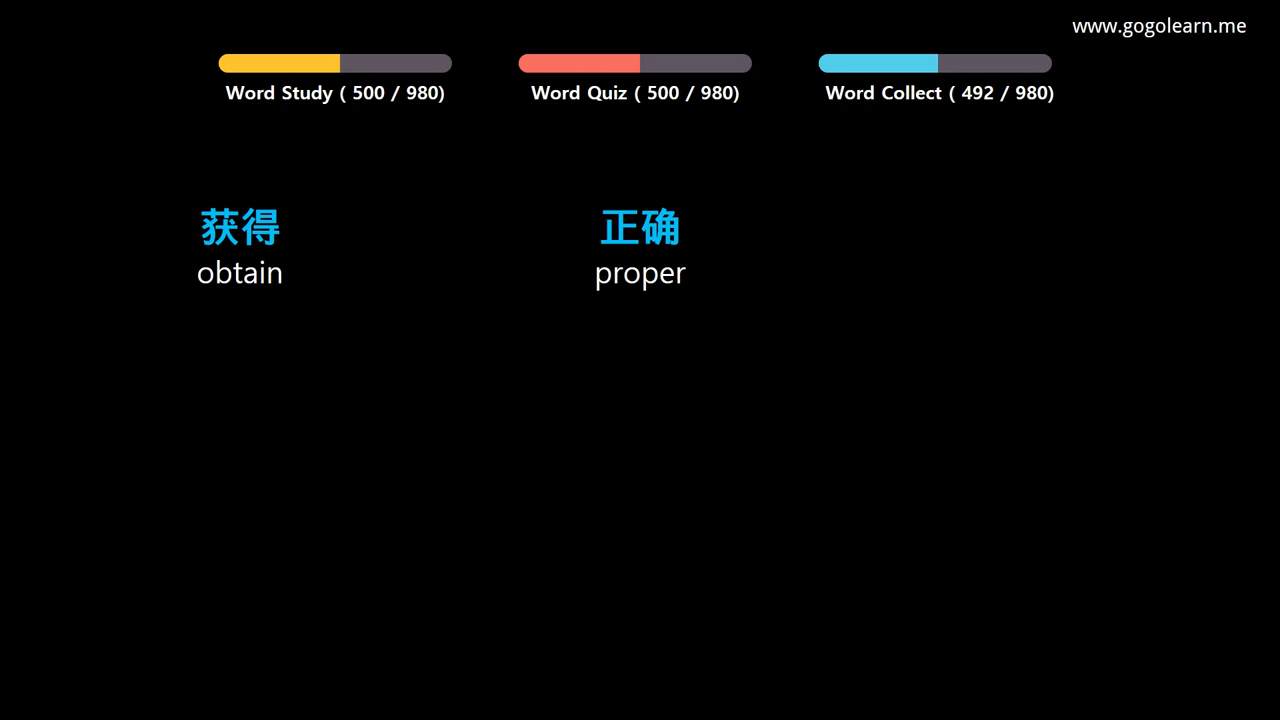 www.gogolearn.me
Word Study ( 500 / 980)
Word Quiz ( 500 / 980)
Word Collect ( 492 / 980)
获得
obtain
正确
proper